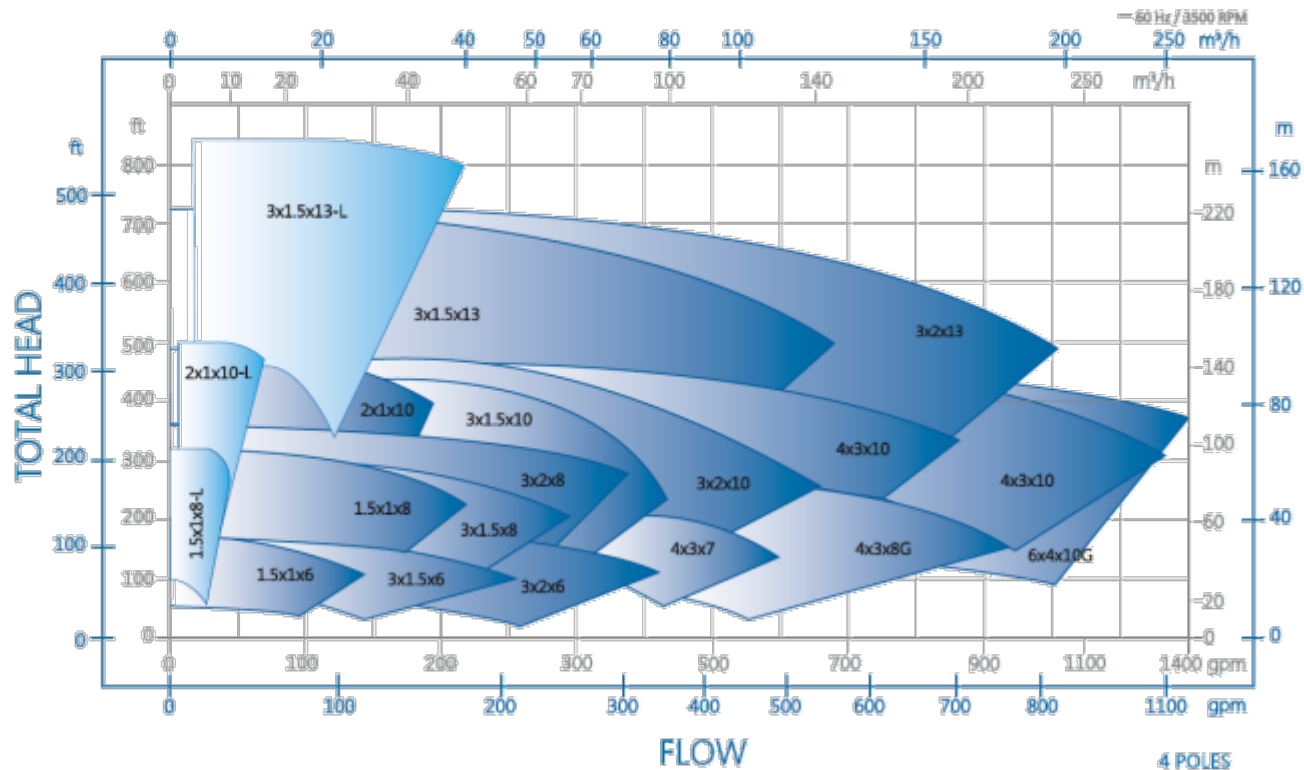 60 Hz / 3500 RPM
0 20 40 50 60 80 100 150 200 250 m³/h
0 10 20 40 60 70 100 140 200 250 m³/h
ft ft m
m
800 160
500
3x1.5x13-L
700 220
400 600 180 120
3x1.5x13
3x2x13
500
300 2x1x10-L 140
400 2x1x10 3x1.5x10 80
4x3x10 100
200 300 3x2x8 3x2x10 4x3x10
1.5x1x8
200 1.5x1x8-L 3x1.5x8 60 40
100 4x3x7 4x3x8G 6x4x10G
100 1.5x1x6 3x1.5x6 3x2x6
20
0 0 0 0
0 100 200 300 500 700 900 1100 1400 gpm
0 100 200 300 400 500 600 700 800 1100 gpm
TOTAL HEAD
FLOW
4 POLES